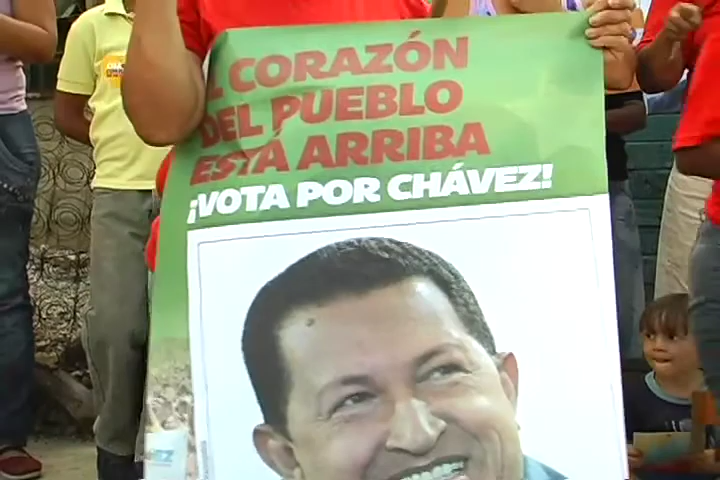 L CORAZÓN
DEL PUEBLO
ESTÁ ARRIBA
¡VOTA POR CHÁVEZ!